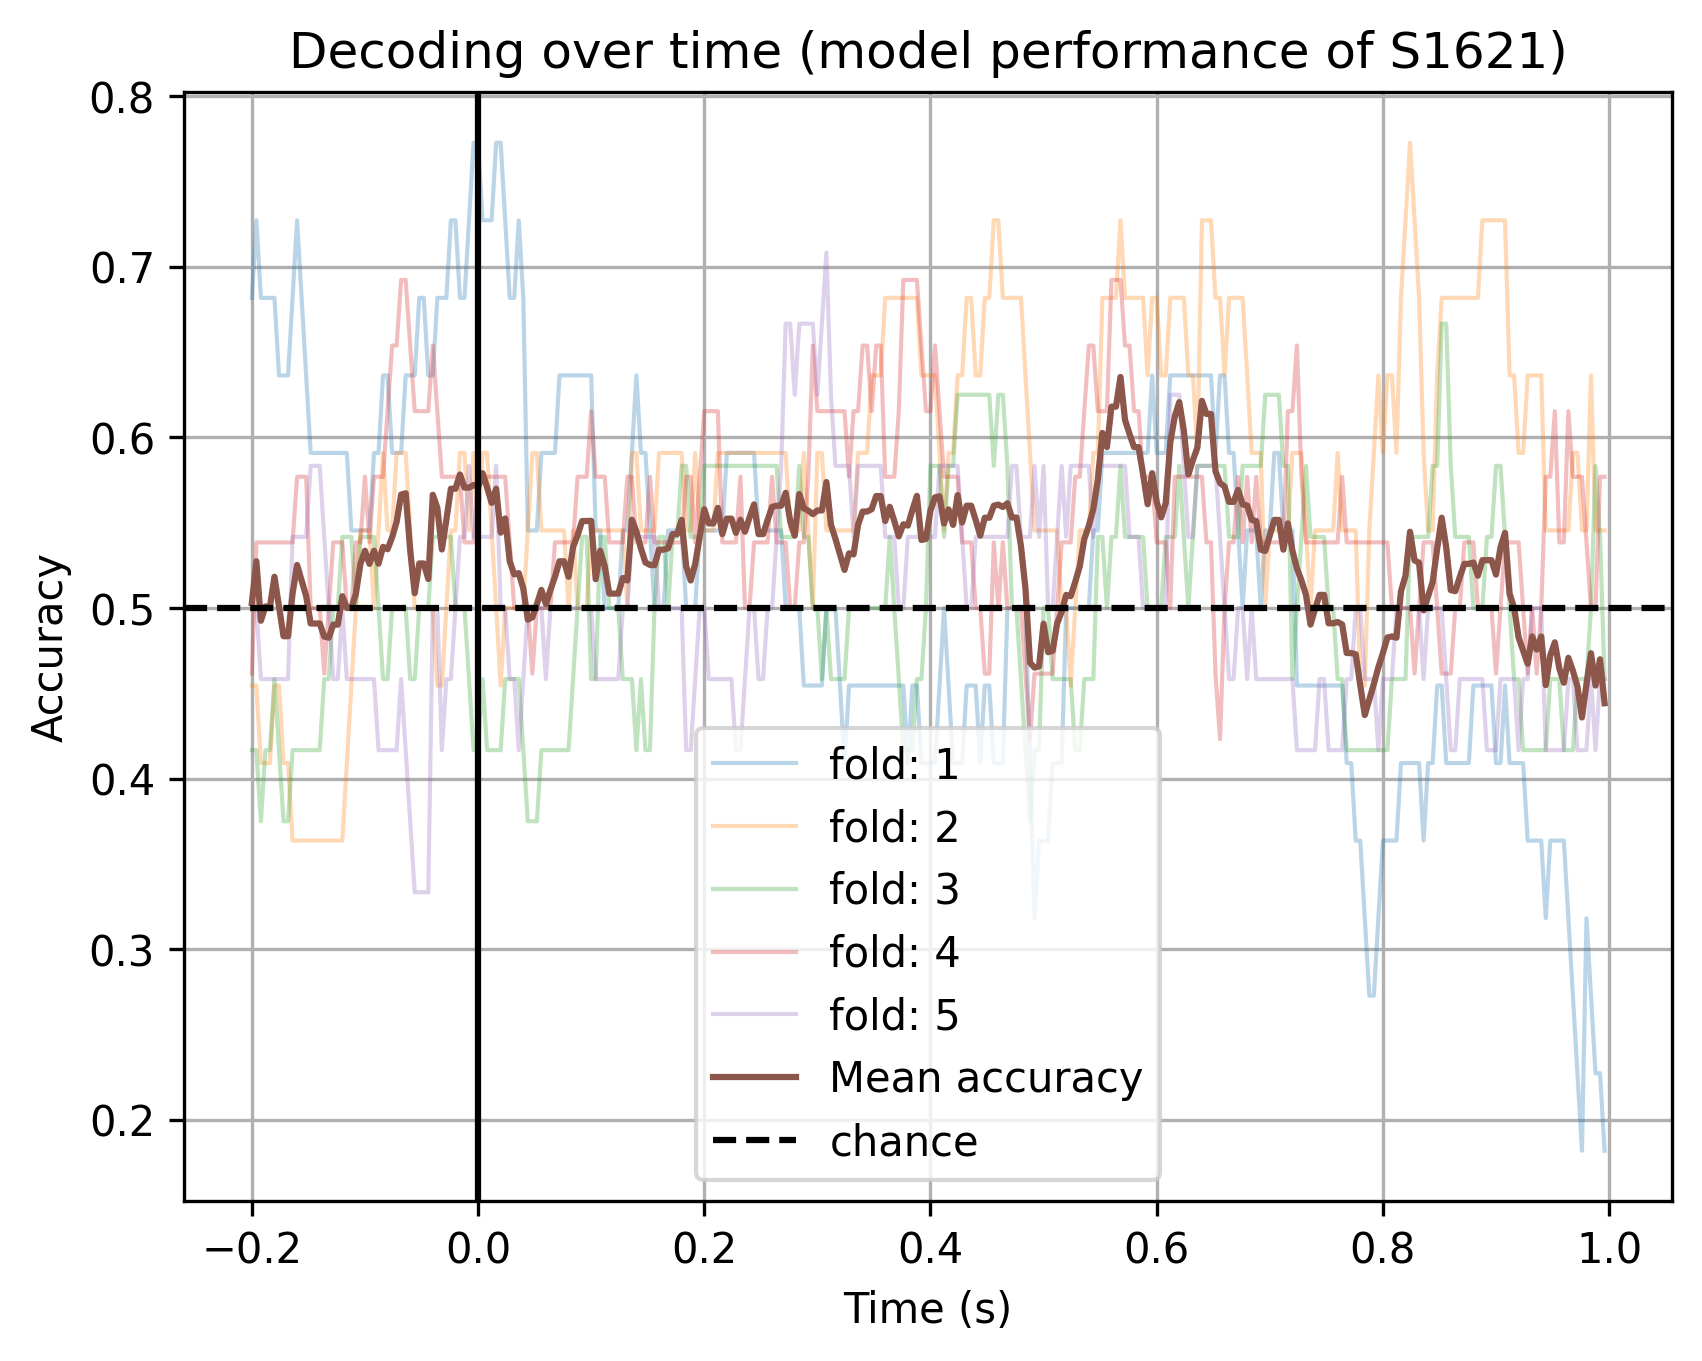 Decoding over time (model performance of S1621)
Accuracy
0.8
0.7
0.6
0.5
0.4
0.3
0.2
fold: 1
fold: 2
fold: 3
fold: 4
fold: 5
Mean accuracy
chance
−0.2 0.0 0.2 0.4 0.6 0.8 1.0
Time (s)